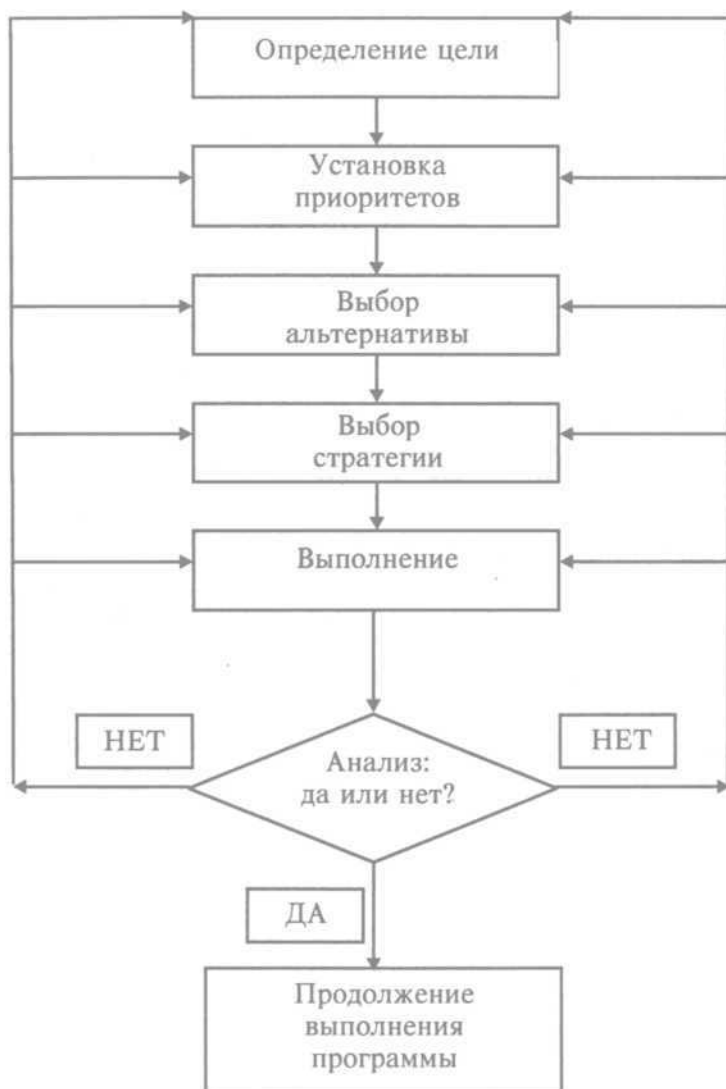 Определение цели
Установка
приоритетов
Выбор
альтернативы
Выбор
стратегии
Выполнение
НЕТ
НЕТ
Анализ:
да или нет?
ДА
Продолжение
выполнения
программы